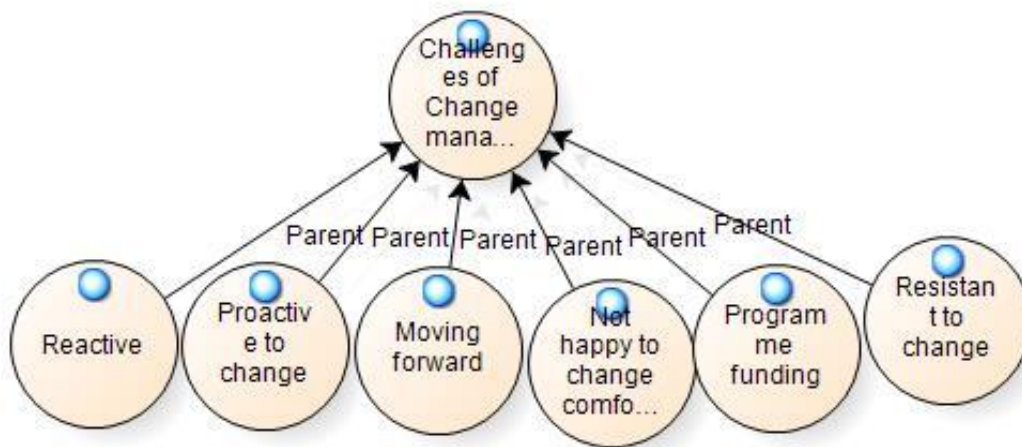 Challeng
es of
Change
mana...
Parent Parent Parent Parent Parent Parent
Reactive
Proactiv
e to
change
Moving
forward
Not
happy to
change
comfo...
Program
me
funding
Resistan
t to
change